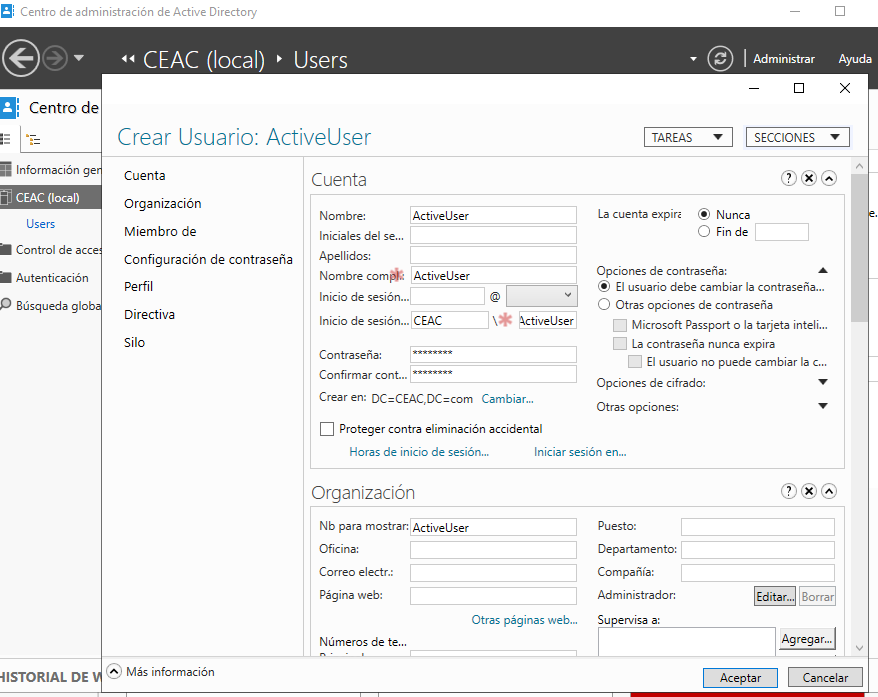 Centro de administración de Active Directory
CEAC (local) Users
Administrar Ayuda
Centro de
Información gen
CEAC (local)
Users
Control de acces
Autenticación
Búsqueda globa
HISTORIAL DE W
Crear Usuario: ActiveUser
TAREAS
SECCIONES
Cuenta
Organización
Miembro de
Configuración de contraseña
Perfil
Directiva
Silo
Cuenta
Nombre: ActiveUser
Iniciales del se...
Apellidos:
Nombre compl: ActiveUser
Inicio de sesión... @
Inicio de sesión... CEAC \ ActiveUser
Contraseña: ********
Confirmar cont... ********
Crear en: DC=CEAC,DC=com Cambiar...
Proteger contra eliminación accidental
Horas de inicio de sesión... Iniciar sesión en...
La cuenta expira Nunca
Fin de
Opciones de contraseña:
El usuario debe cambiar la contraseña...
Otras opciones de contraseña
Microsoft Passport o la tarjeta inteli...
La contraseña nunca expira
El usuario no puede cambiar la c...
Opciones de cifrado:
Otras opciones:
Organización
Nb para mostrar: ActiveUser
Oficina:
Correo electr.:
Página web:
Otras páginas web...
Números de te...
Puesto:
Departamento:
Compañía:
Administrador: Editar... Borrar
Supervisa a:
Agregar...
Más información
Aceptar Cancelar